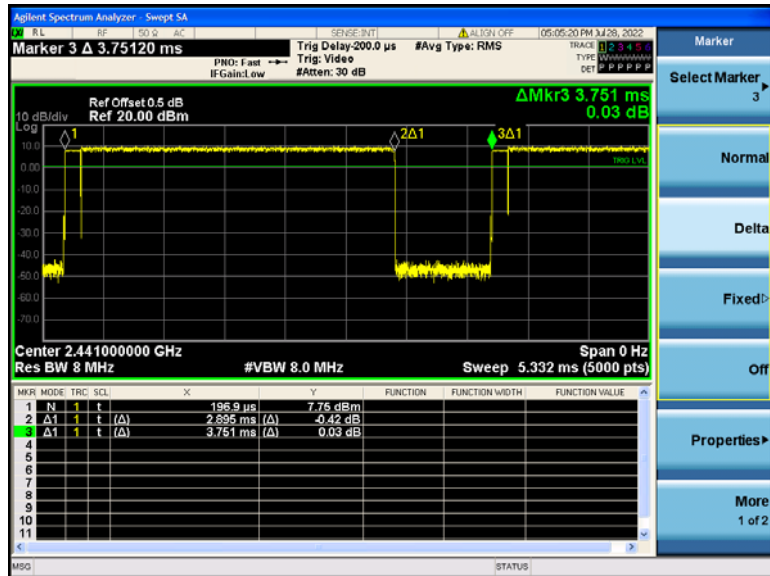 Agilent Spectrum Analyzer - Swept SA
RL RF 50 Ω AC SENSE:INT ALIGN OFF 05:05:20 PM Jul 28, 2022
Marker 3 Δ 3.75120 ms
PNO: Fast
IFGain:Low
Trig Delay-200.0 µs
Trig: Video
#Atten: 30 dB
#Avg Type: RMS
TRACE 1 2 3 4 5 6
TYPE W
DET P P P P P P
Ref Offset 0.5 dB
Ref 20.00 dBm
10 dB/div
Log
ΔMkr3 3.751 ms
0.03 dB
1
2Δ1
3Δ1
TRIG LVL
10.0
0.00
-10.0
-20.0
-30.0
-40.0
-50.0
-60.0
-70.0
Center 2.441000000 GHz
Span 0 Hz
Res BW 8 MHz
#VBW 8.0 MHz
Sweep 5.332 ms (5000 pts)
MKR MODE TRC SCL X Y FUNCTION FUNCTION WIDTH FUNCTION VALUE
1 N 1 t 196.9 µs 7.75 dBm
2 Δ1 1 t (Δ) 2.895 ms (Δ) -0.42 dB
3 Δ1 1 t (Δ) 3.751 ms (Δ) 0.03 dB
4
5
6
7
8
9
10
11
MSG
STATUS
Marker
Select Marker
3
Normal
Delta
Fixed
Off
Properties
More
1 of 2